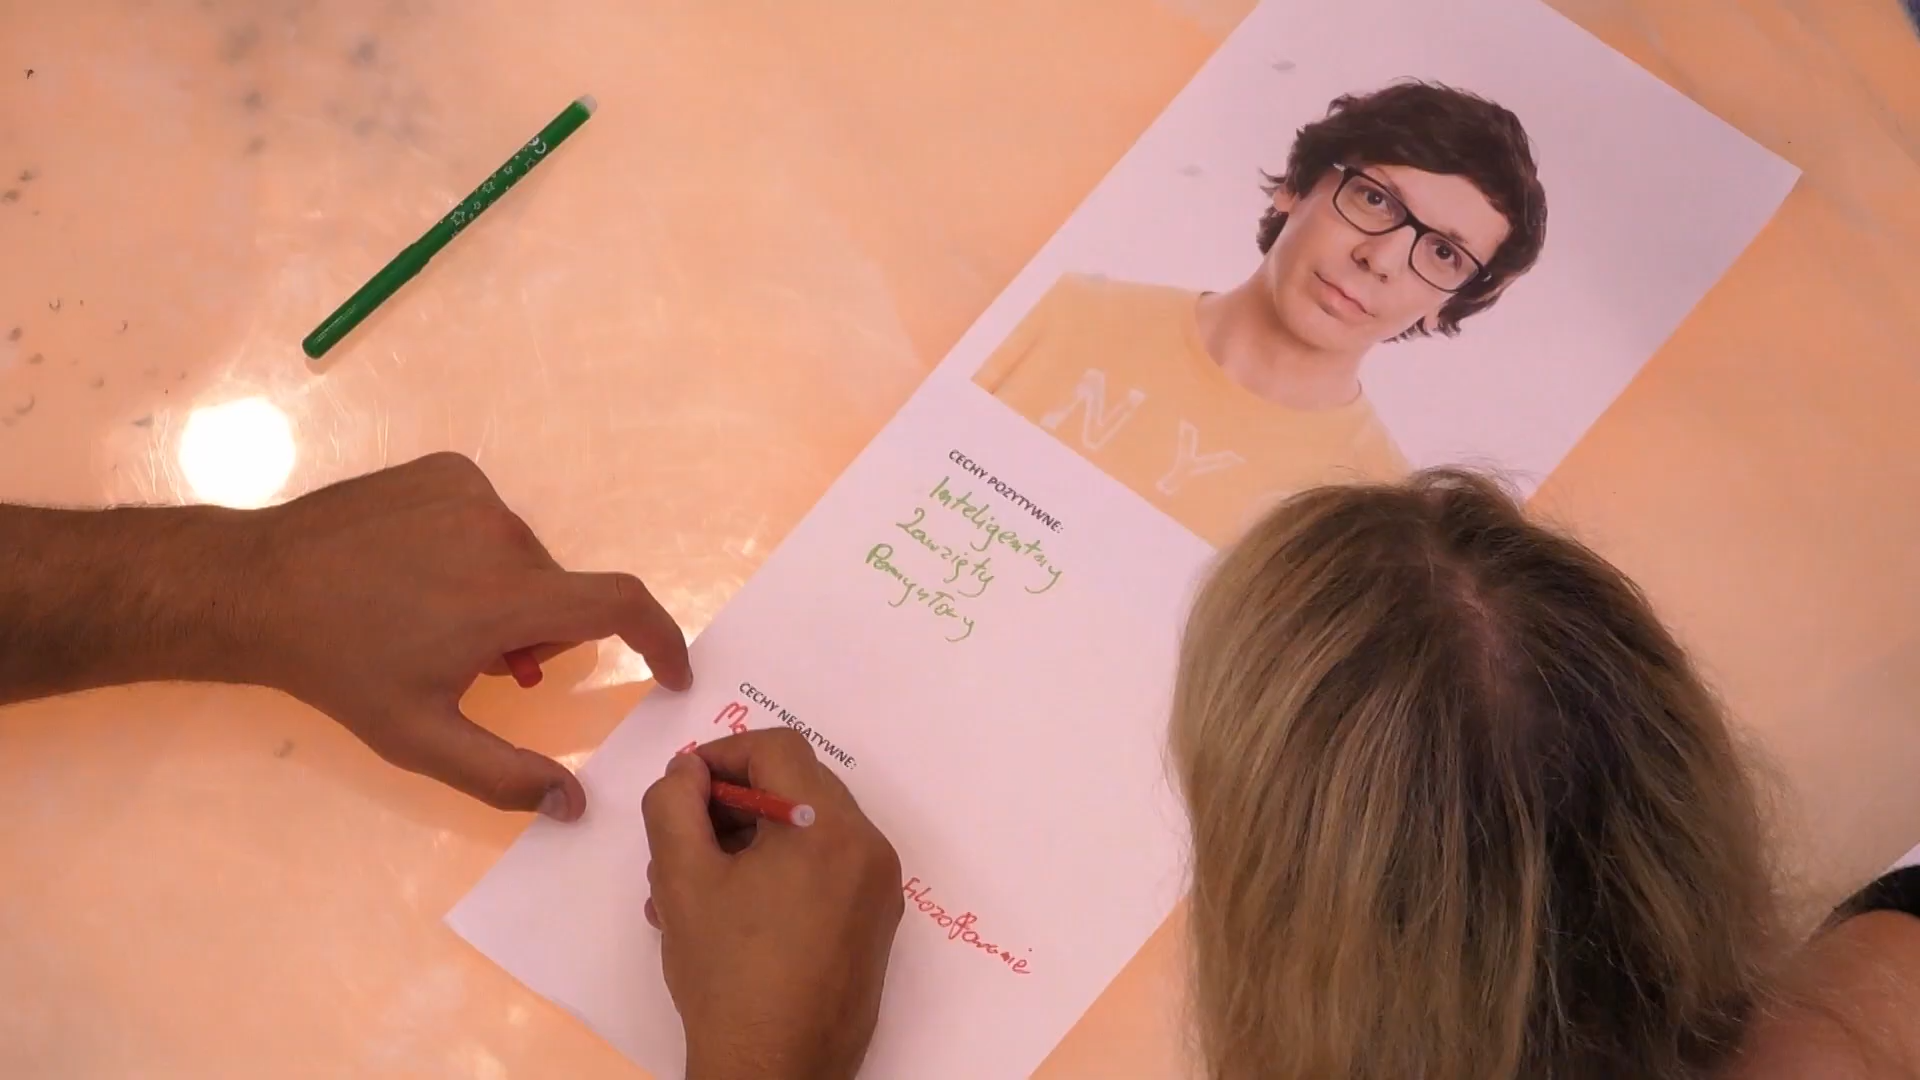 NY
CECHY POZYTYWNE:
Inteligentny
Zawzięty
Pomysłowy
CECHY NEGATYWNE:
Filozofowanie